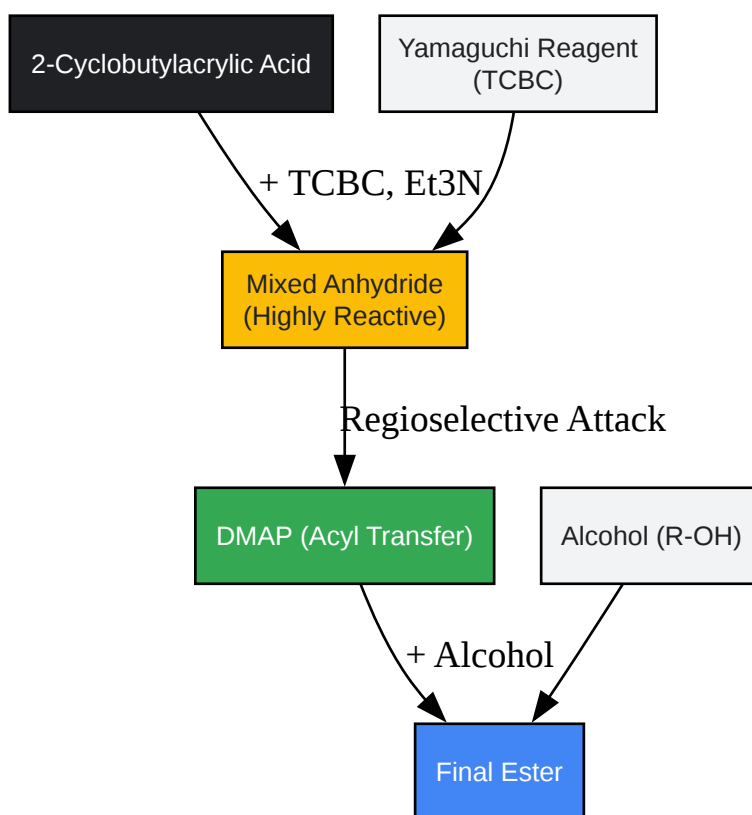 2-Cyclobutylacrylic Acid
Yamaguchi Reagent
(TCBC)
+ TCBC, Et3N
Mixed Anhydride
(Highly Reactive)
Regioselective Attack
DMAP (Acyl Transfer)
Alcohol (R-OH)
+ Alcohol
Final Ester